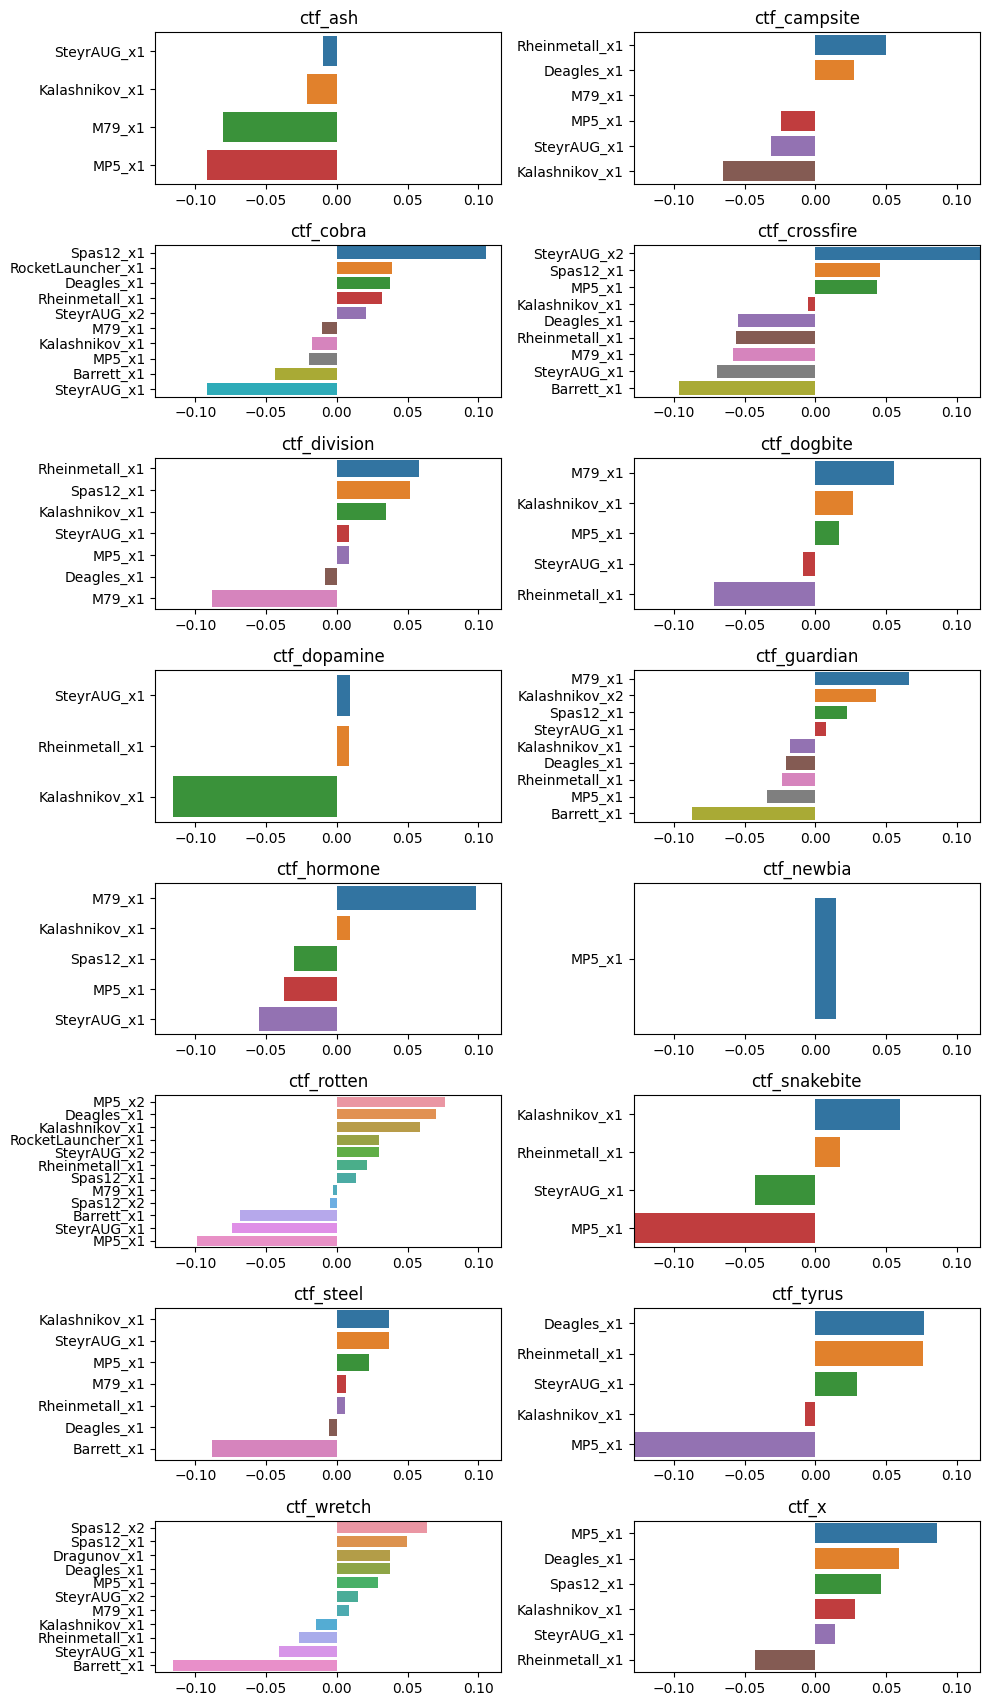 ctf_ash
SteyrAUG_x1
Kalashnikov_x1
M79_x1
MP5_x1
−0.10 −0.05 0.00 0.05 0.10
ctf_campsite
Rheinmetall_x1
Deagles_x1
M79_x1
MP5_x1
SteyrAUG_x1
Kalashnikov_x1
−0.10 −0.05 0.00 0.05 0.10
ctf_cobra
Spas12_x1
RocketLauncher_x1
Deagles_x1
Rheinmetall_x1
SteyrAUG_x2
M79_x1
Kalashnikov_x1
MP5_x1
Barrett_x1
SteyrAUG_x1
−0.10 −0.05 0.00 0.05 0.10
ctf_crossfire
SteyrAUG_x2
Spas12_x1
MP5_x1
Kalashnikov_x1
Deagles_x1
Rheinmetall_x1
M79_x1
SteyrAUG_x1
Barrett_x1
−0.10 −0.05 0.00 0.05 0.10
ctf_division
Rheinmetall_x1
Spas12_x1
Kalashnikov_x1
SteyrAUG_x1
MP5_x1
Deagles_x1
M79_x1
−0.10 −0.05 0.00 0.05 0.10
ctf_dogbite
M79_x1
Kalashnikov_x1
MP5_x1
SteyrAUG_x1
Rheinmetall_x1
−0.10 −0.05 0.00 0.05 0.10
ctf_dopamine
SteyrAUG_x1
Rheinmetall_x1
Kalashnikov_x1
−0.10 −0.05 0.00 0.05 0.10
ctf_guardian
M79_x1
Kalashnikov_x2
Spas12_x1
SteyrAUG_x1
Kalashnikov_x1
Deagles_x1
Rheinmetall_x1
MP5_x1
Barrett_x1
−0.10 −0.05 0.00 0.05 0.10
ctf_hormone
M79_x1
Kalashnikov_x1
Spas12_x1
MP5_x1
SteyrAUG_x1
−0.10 −0.05 0.00 0.05 0.10
ctf_newbia
MP5_x1
−0.10 −0.05 0.00 0.05 0.10
ctf_rotten
MP5_x2
Deagles_x1
Kalashnikov_x1
RocketLauncher_x1
SteyrAUG_x2
Rheinmetall_x1
Spas12_x1
M79_x1
Spas12_x2
Barrett_x1
SteyrAUG_x1
MP5_x1
−0.10 −0.05 0.00 0.05 0.10
ctf_snakebite
Kalashnikov_x1
Rheinmetall_x1
SteyrAUG_x1
MP5_x1
−0.10 −0.05 0.00 0.05 0.10
ctf_steel
Kalashnikov_x1
SteyrAUG_x1
MP5_x1
M79_x1
Rheinmetall_x1
Deagles_x1
Barrett_x1
−0.10 −0.05 0.00 0.05 0.10
ctf_tyrus
Deagles_x1
Rheinmetall_x1
SteyrAUG_x1
Kalashnikov_x1
MP5_x1
−0.10 −0.05 0.00 0.05 0.10
ctf_wretch
Spas12_x2
Spas12_x1
Dragunov_x1
Deagles_x1
MP5_x1
SteyrAUG_x2
M79_x1
Kalashnikov_x1
Rheinmetall_x1
SteyrAUG_x1
Barrett_x1
−0.10 −0.05 0.00 0.05 0.10
ctf_x
MP5_x1
Deagles_x1
Spas12_x1
Kalashnikov_x1
SteyrAUG_x1
Rheinmetall_x1
−0.10 −0.05 0.00 0.05 0.10